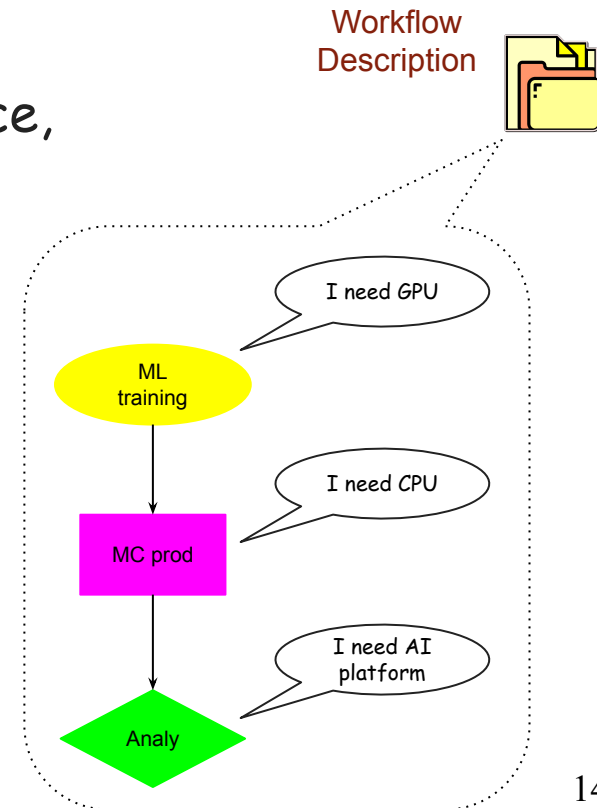 Workflow
Description
ce,
I need GPU
ML
training
I need CPU
MC prod
I need AI
platform
Analy
14